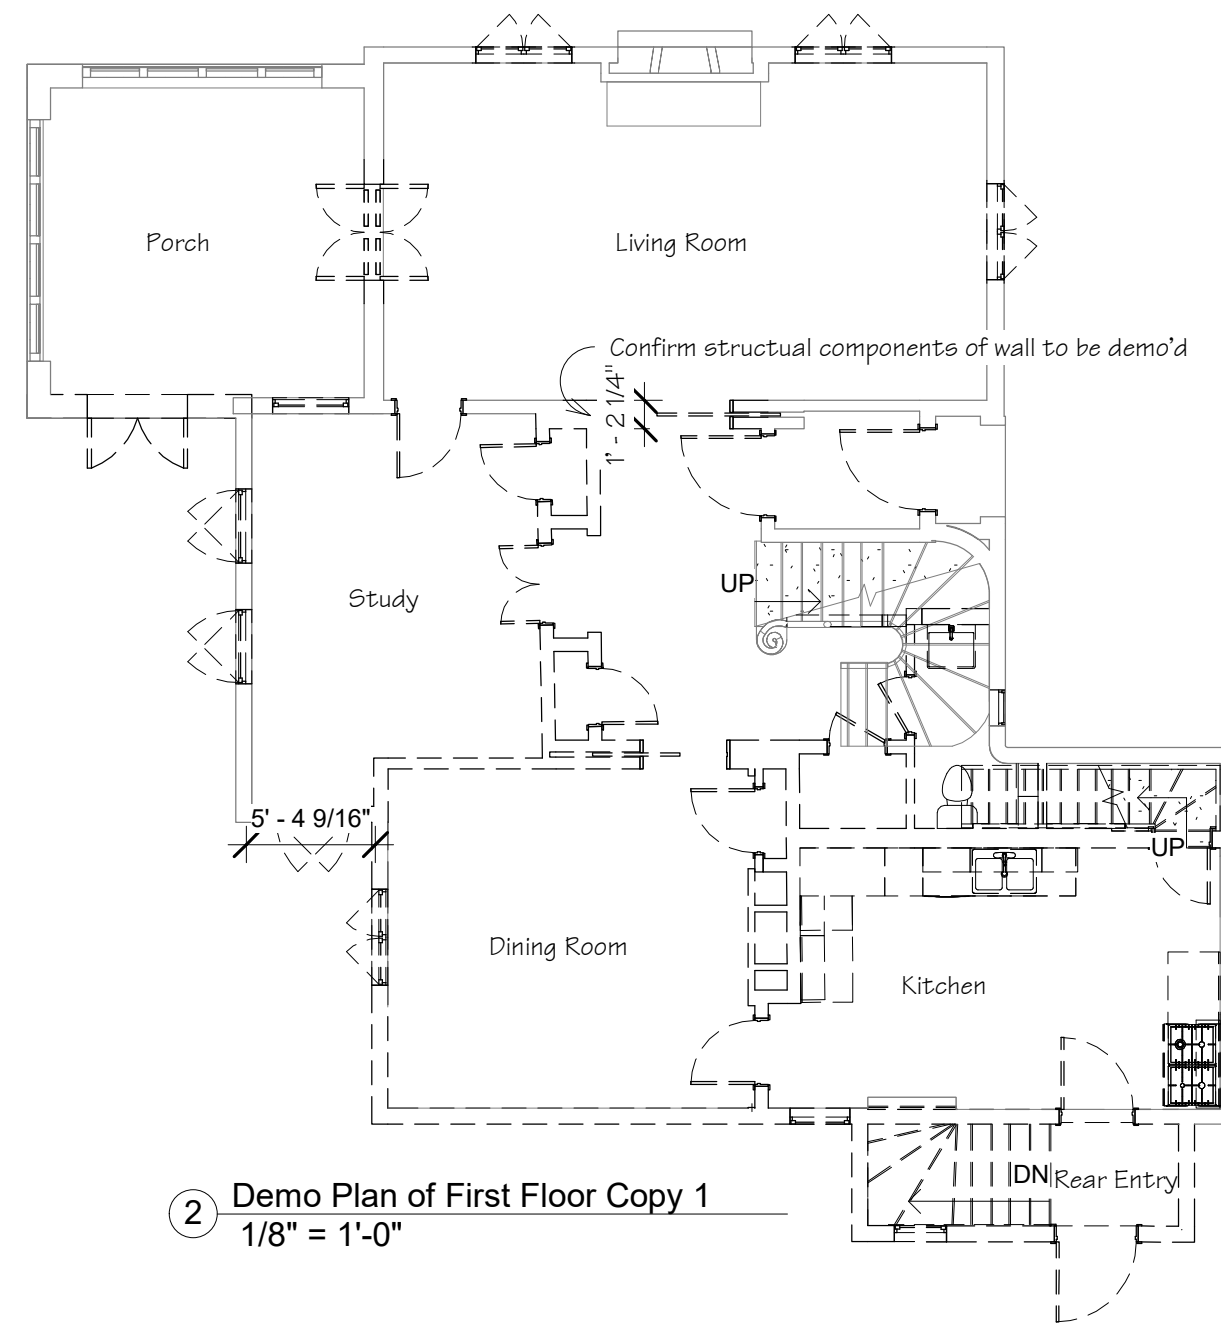 Porch
Living Room
Confirm structual components of wall to be demo'd
1' - 2 1/4"
UP
Study
5' - 4 9/16"
UP
Dining Room
Kitchen
DN
Rear Entry
2
Demo Plan of First Floor Copy 1
1/8" = 1'-0"